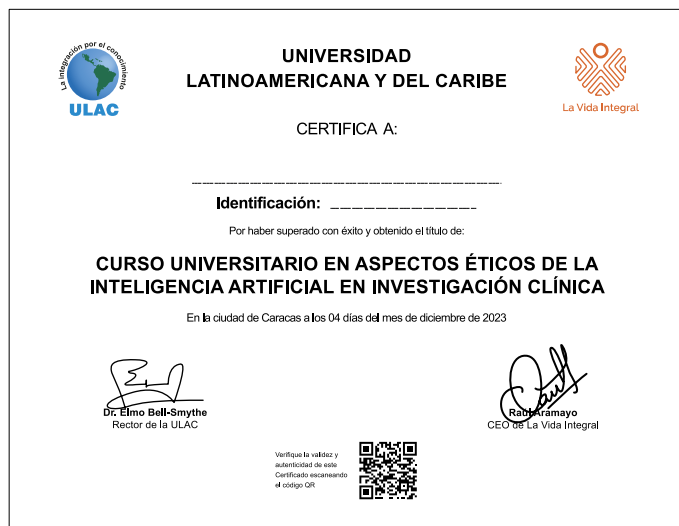 La integración por el conocimiento
ULAC
UNIVERSIDAD
LATINOAMERICANA Y DEL CARIBE
La Vida Integral
CERTIFICA A:
Identificación:
Por haber superado con éxito y obtenido el título de:
CURSO UNIVERSITARIO EN ASPECTOS ÉTICOS DE LA
INTELIGENCIA ARTIFICIAL EN INVESTIGACIÓN CLÍNICA
En la ciudad de Caracas a los 04 días del mes de diciembre de 2023
Dr. Elmo Bell-Smythe
Rector de la ULAC
Raúl Aramayo
CEO de La Vida Integral
Verifique la validez y
autenticidad de este
Certificado escaneando
el código QR